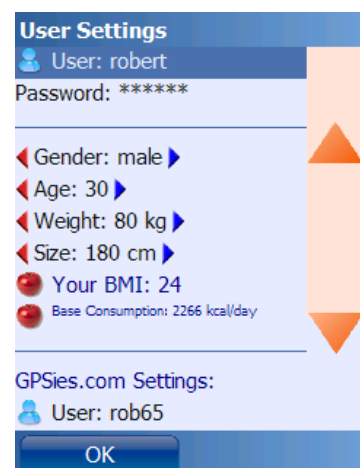 User Settings
User: robert
Password: ******
Gender: male
Age: 30
Weight: 80 kg
Size: 180 cm
Your BMI: 24
Base Consumption: 2266 kcal/day
GPSies.com Settings:
User: rob65
OK